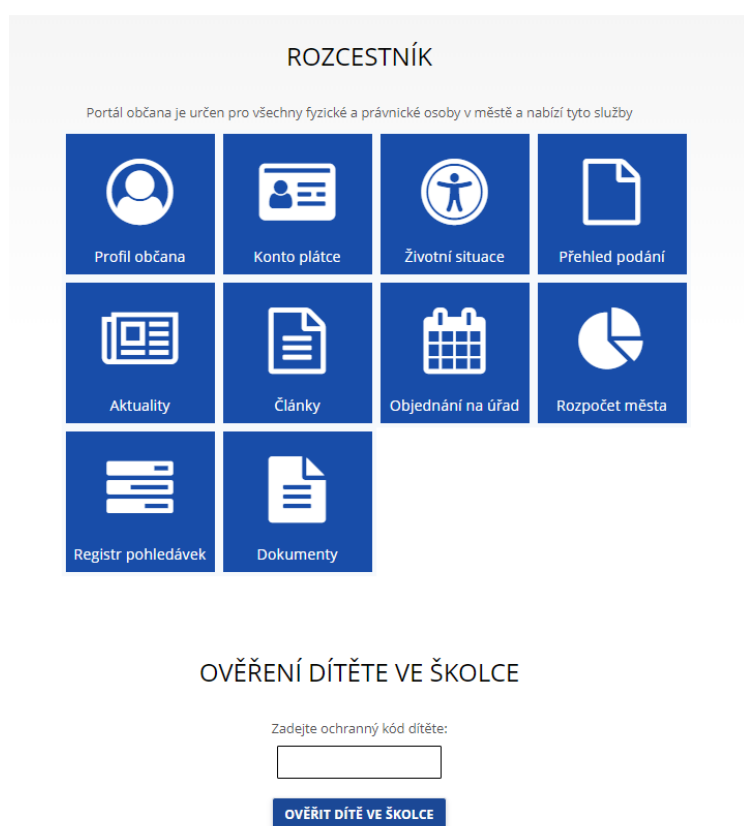 ROZCESTNÍK
Portál občana je určen pro všechny fyzické a právnické osoby v městě a nabízí tyto služby
Profil občana
Konto plátce
Životní situace
Přehled podání
Aktuality
Články
Objednání na úřad
Rozpočet města
Registr pohledávek
Dokumenty
OVĚŘENÍ DÍTĚTE VE ŠKOLCE
Zadejte ochranný kód dítěte:
OVĚŘIT DÍTĚ VE ŠKOLCE